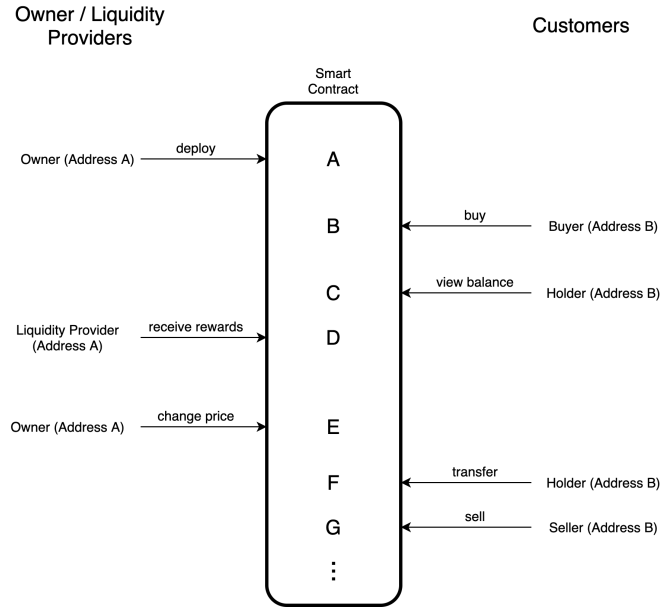 Owner / Liquidity
Providers
Customers
Smart
Contract
Owner (Address A)
deploy
A
B
buy
Buyer (Address B)
C
view balance
Holder (Address B)
Liquidity Provider
(Address A)
receive rewards
D
Owner (Address A)
change price
E
F
transfer
Holder (Address B)
G
sell
Seller (Address B)
⋮